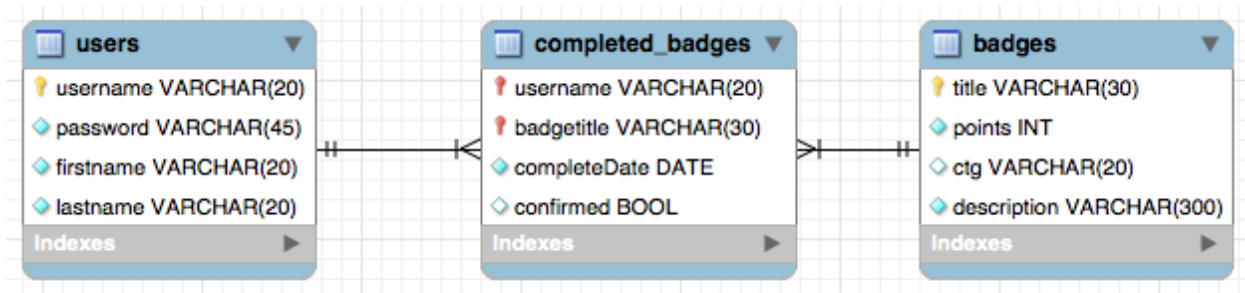 users
username VARCHAR(20)
password VARCHAR(45)
firstname VARCHAR(20)
lastname VARCHAR(20)
Indexes
completed_badges
username VARCHAR(20)
badgetitle VARCHAR(30)
completeDate DATE
confirmed BOOL
Indexes
badges
title VARCHAR(30)
points INT
ctg VARCHAR(20)
description VARCHAR(300)
Indexes